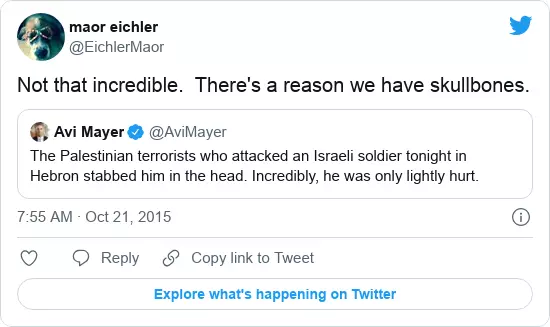 maor eichler
@EichlerMaor
Not that incredible.  There's a reason we have skullbones.
Avi Mayer @AviMayer
The Palestinian terrorists who attacked an Israeli soldier tonight in
Hebron stabbed him in the head. Incredibly, he was only lightly hurt.
7:55 AM · Oct 21, 2015
Reply Copy link to Tweet
Explore what's happening on Twitter